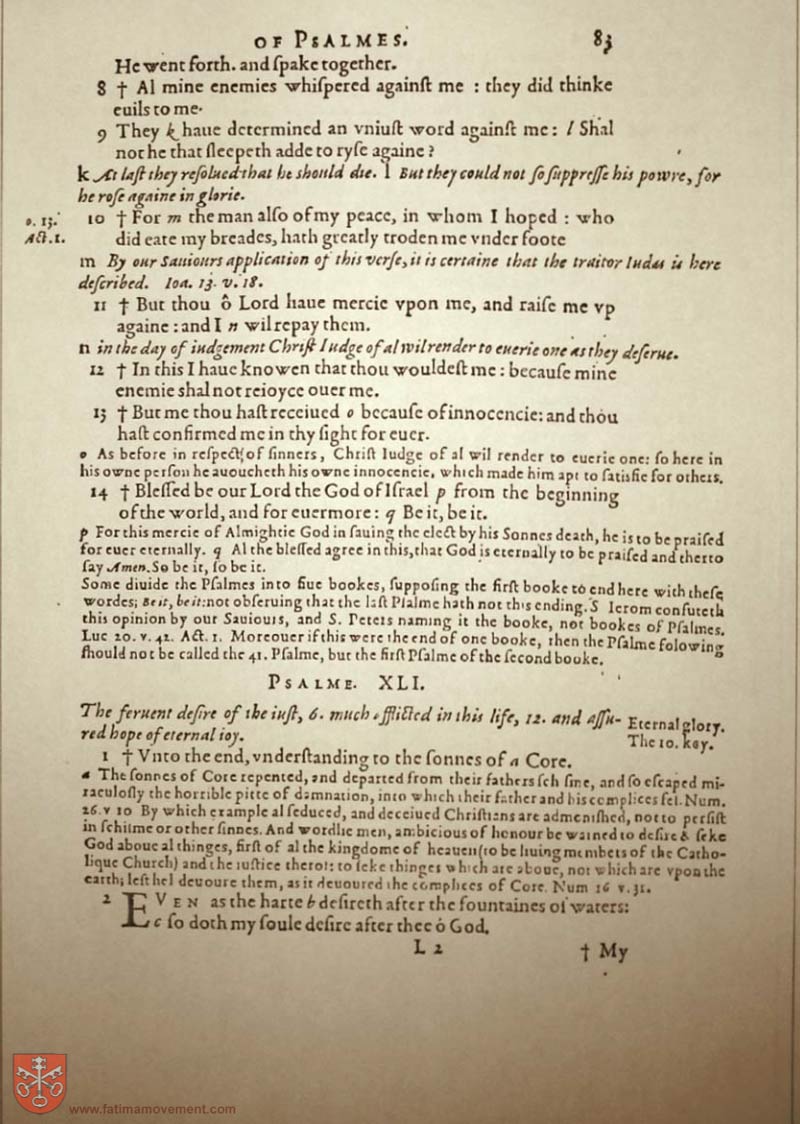 OF PSALMES. 83
He went forth. and ſpake together.
8 † Al mine enemies whiſpered againſt me : they did thinke
euils to me.
9 They k haue determined an vniuſt word againſt me: l Shal
not he that ſleepeth adde to ryſe againe?
k At laſt they reſolued that he should die. l But they could not ſo ſuppreſſe his powre, for
he roſe againe in glorie.
o. 13. 10 † For m the man alſo of my peace, in whom I hoped : who
Act. 1. did eate my breades, hath greatly troden me vnder foote
m By our Sauiours application of this verſe, it is certaine that the traitor Iudas is here
deſcribed. Ioa. 13. v. 18.
11 † But thou ô Lord haue mercie vpon me, and raiſe me vp
againe : and I n wil repay them.
n in the day of iudgement Chriſt Iudge of al wil render to euerie one as they deſerue.
12 † In this I haue knowen that thou wouldeſt me : becauſe mine
enemie shal not reioyce ouer me.
13 † But me thou haſt receiued o becauſe of innocencie: and thou
haſt confirmed me in thy ſight for euer.
o As before in reſpect of ſinners, Chriſt Iudge of al wil render to euerie one: ſo here in
his owne perſon he auoucheth his owne innocencie, which made him apt to ſatisfie for others.
14 † Bleſſed be our Lord the God of Iſrael p from the beginning
of the world, and for euermore : q Be it, be it.
p For this mercie of Almightie God in ſauing the elect by his Sonnes death, he is to be praiſed
for euer eternally. q Al the bleſſed agree in this, that God is eternally to be praiſed and therto
ſay Amen. So be it, ſo be it.
Some diuide the Pſalmes into fiue bookes, ſuppoſing the firſt booke to end here with theſe
wordes; Be it, be it: not obſeruing that the laſt Pſalme hath not this ending. S Ierom confuteth
this opinion by our Sauiours, and S. Peters naming it the booke, not bookes of Pſalmes.
Luc 20. v. 42. Act. 1. Moreouer if this were the end of one booke, then the Pſalme folowing
ſhould not be called the 41. Pſalme, but the firſt Pſalme of the ſecond booke.
PSALME. XLI.
The feruent deſire of the iuſt, 6. much afflicted in this life, 12. and aſſu- Eternal glory.
red hope of eternal ioy. The 10. key.
1 † Vnto the end, vnderſtanding to the ſonnes of a Core.
a The ſonnes of Core repented, and departed from their fathers ſchiſme, and ſo eſcaped mi-
raculoſly the horrible pitte of damnation, into which their father and his complices fel. Num.
26. v 10 By which example al ſeduced, and deceiued Chriſtians are admoniſhed, not to perſiſt
in ſchiſme or other ſinnes. And wordlie men, ambicious of honour be warned to deſire & ſeke
God aboue al thinges, firſt of al the kingdome of heauen (to be liuing members of the Catho-
lique Church) and the iuſtice therof: to ſeke thinges which are aboue, not which are vpon the
earth; leſt hel deuoure them, as it deuoured the complices of Core. Num 16 v. 31.
2 EVEN as the harte b deſireth after the fountaines of waters:
c ſo doth my ſoule deſire after thee ô God.
L 2 † My
www.fatimamovement.com